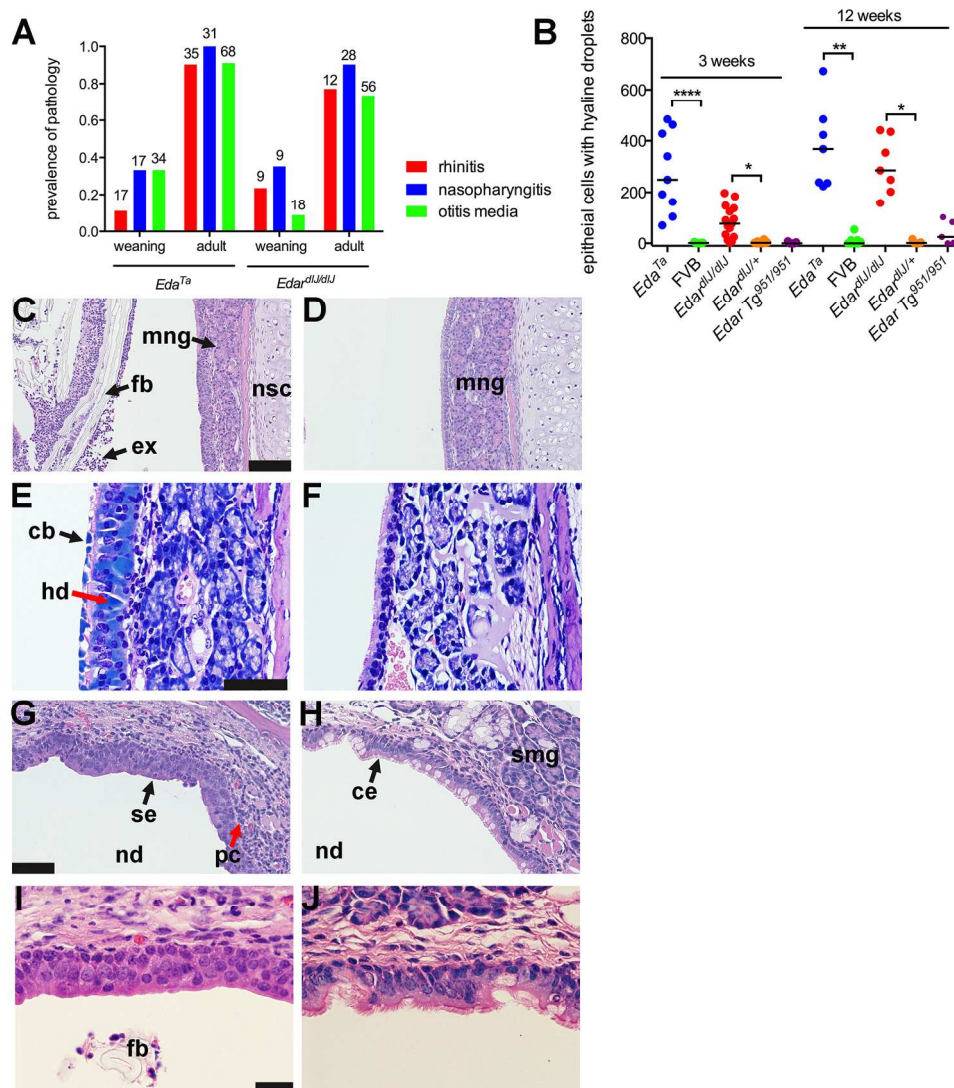 A
prevalence of pathology
1.0
0.8
0.6
0.4
0.2
0.0
17
17
34
35
31
68
9
9
18
12
28
56
weaning
adult
weaning
adult
EdaTa
EdardlJ/dlJ
rhinitis
nasopharyngitis
otitis media
B
12 weeks
3 weeks
epitheial cells with hyaline droplets
800
600
400
200
0
****
*
**
*
EdaTa
FVB
EdardlJ/dlJ
EdardlJ/+
Edar Tg951/951
EdaTa
FVB
EdardlJ/dlJ
EdardlJ/+
Edar Tg951/951
C
mng
fb
nsc
ex
D
mng
E
cb
hd
F
G
se
nd
pc
H
smg
ce
nd
I
fb
J